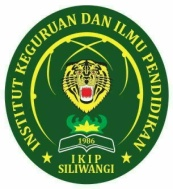 INSTITUT KEGURUAN DAN ILMU PENDIDIKAN
1986
IKIP
SILIWANGI